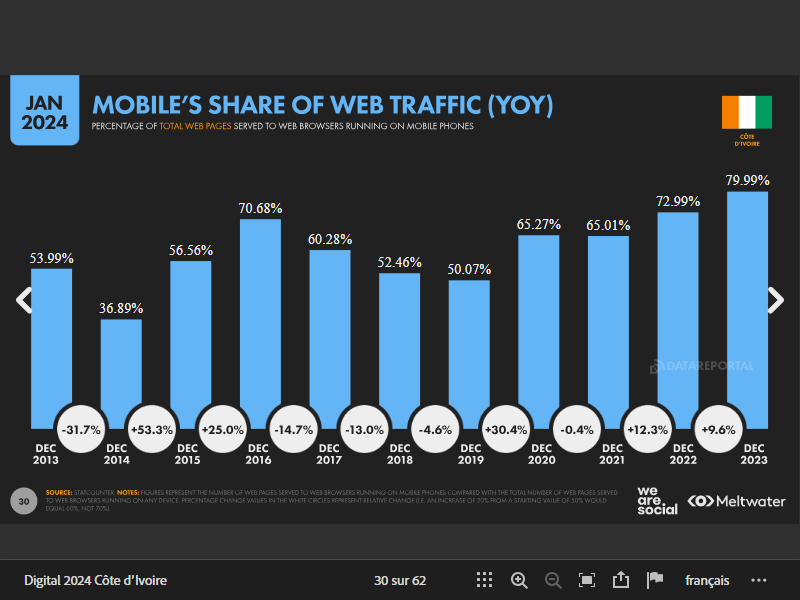 JAN
2024
MOBILE'S SHARE OF WEB TRAFFIC (YOY)
PERCENTAGE OF TOTAL WEB PAGES SERVED TO WEB BROWSERS RUNNING ON MOBILE PHONES
CÔTE
D'IVOIRE
79.99%
72.99%
70.68%
65.27%
65.01%
60.28%
56.56%
53.99%
52.46%
50.07%
36.89%
DATAREPORTAL
-31.7%
+53.3%
+25.0%
-14.7%
-13.0%
-4.6%
+30.4%
-0.4%
+12.3%
+9.6%
DEC
2013
DEC
2014
DEC
2015
DEC
2016
DEC
2017
DEC
2018
DEC
2019
DEC
2020
DEC
2021
DEC
2022
DEC
2023
30
SOURCE: STATCOUNTER. NOTES: FIGURES REPRESENT THE NUMBER OF WEB PAGES SERVED TO WEB BROWSERS RUNNING ON MOBILE PHONES COMPARED WITH THE TOTAL NUMBER OF WEB PAGES SERVED
TO WEB BROWSERS RUNNING ON ANY DEVICE. PERCENTAGE CHANGE VALUES IN THE WHITE CIRCLES REPRESENT RELATIVE CHANGE (I.E. AN INCREASE OF 20% FROM A STARTING VALUE OF 50% WOULD
EQUAL 60%, NOT 70%).
we
are.
social
Meltwater
Digital 2024 Côte d'Ivoire
30 sur 62
français